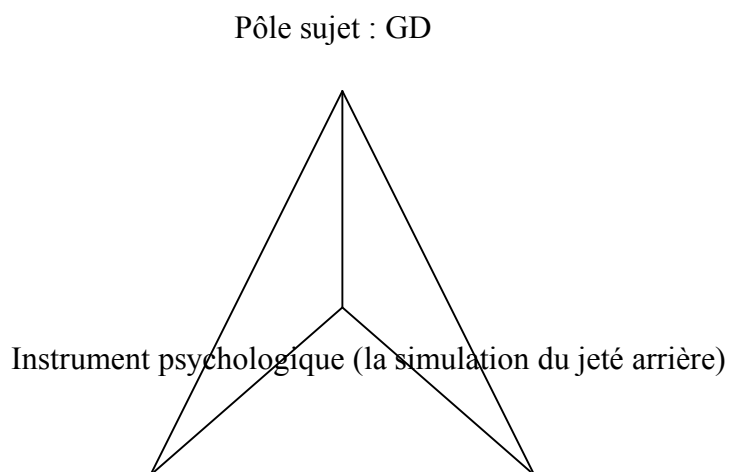 Pôle sujet : GD
Instrument psychologique (la simulation du jeté arrière)